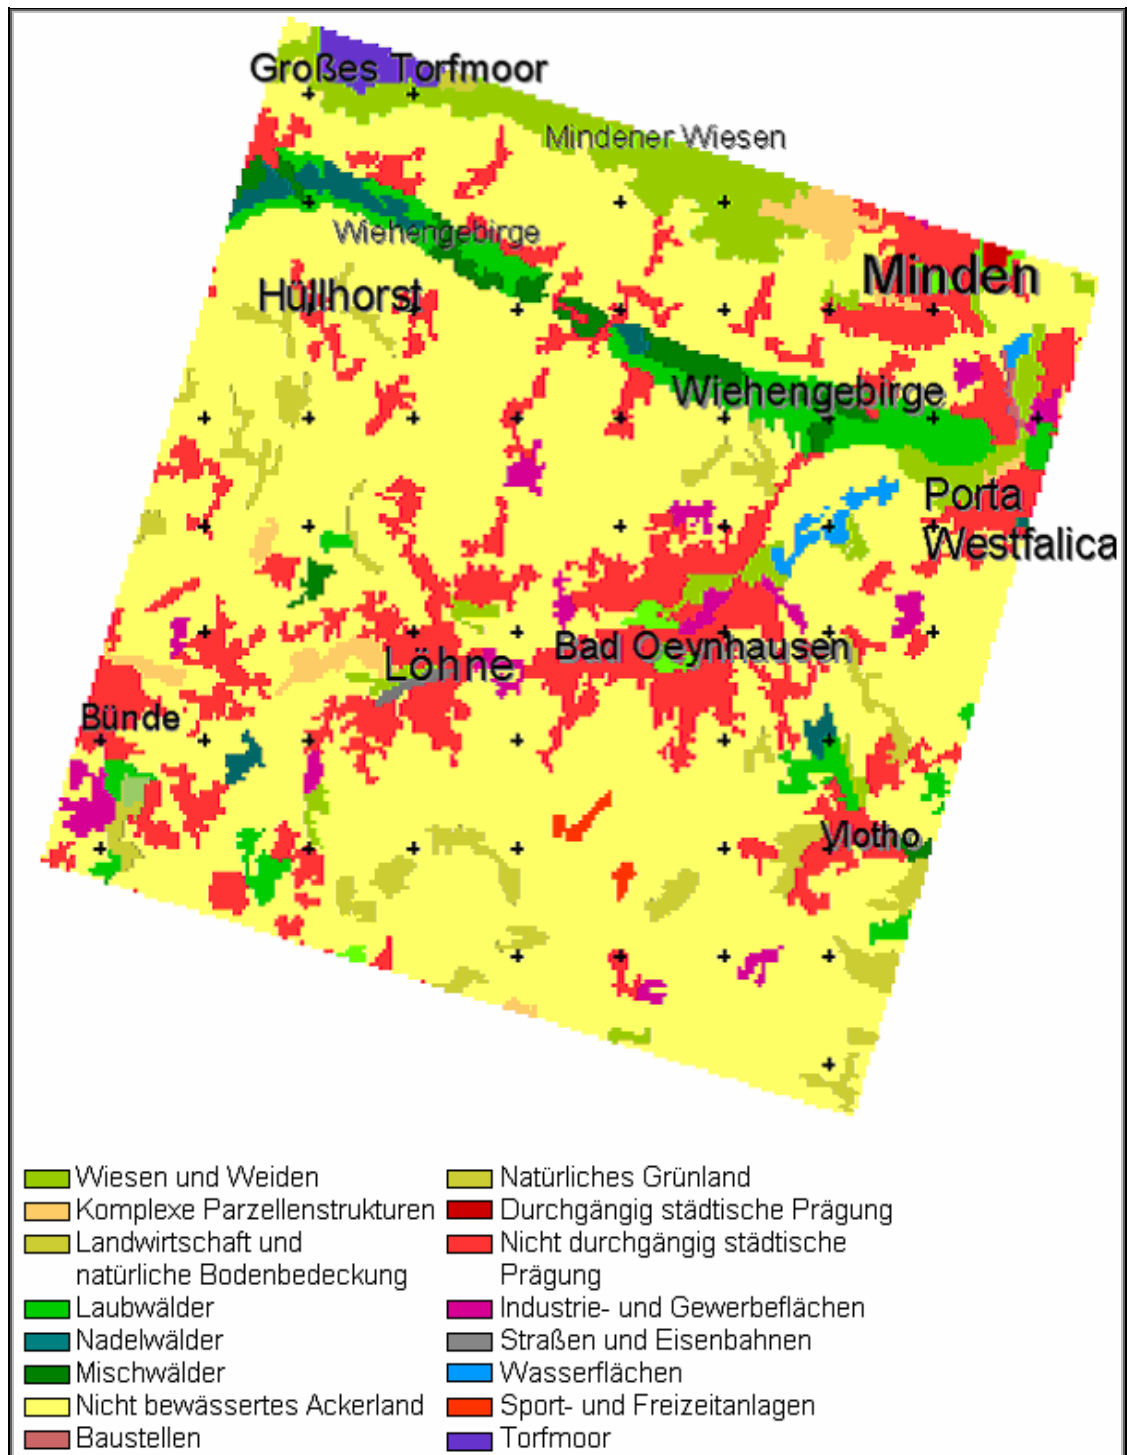 Großes Torfmoor
Mindener Wiesen
Wiehengebirge
Minden
Hüllhorst
Wiehengebirge
Porta
Westfalica
Bad Oeynhausen
Löhne
Bünde
Vlotho
Wiesen und Weiden
Komplexe Parzellenstrukturen
Landwirtschaft und
natürliche Bodenbedeckung
Laubwälder
Nadelwälder
Mischwälder
Nicht bewässertes Ackerland
Baustellen
Natürliches Grünland
Durchgängig städtische Prägung
Nicht durchgängig städtische
Prägung
Industrie- und Gewerbeflächen
Straßen und Eisenbahnen
Wasserflächen
Sport- und Freizeitanlagen
Torfmoor